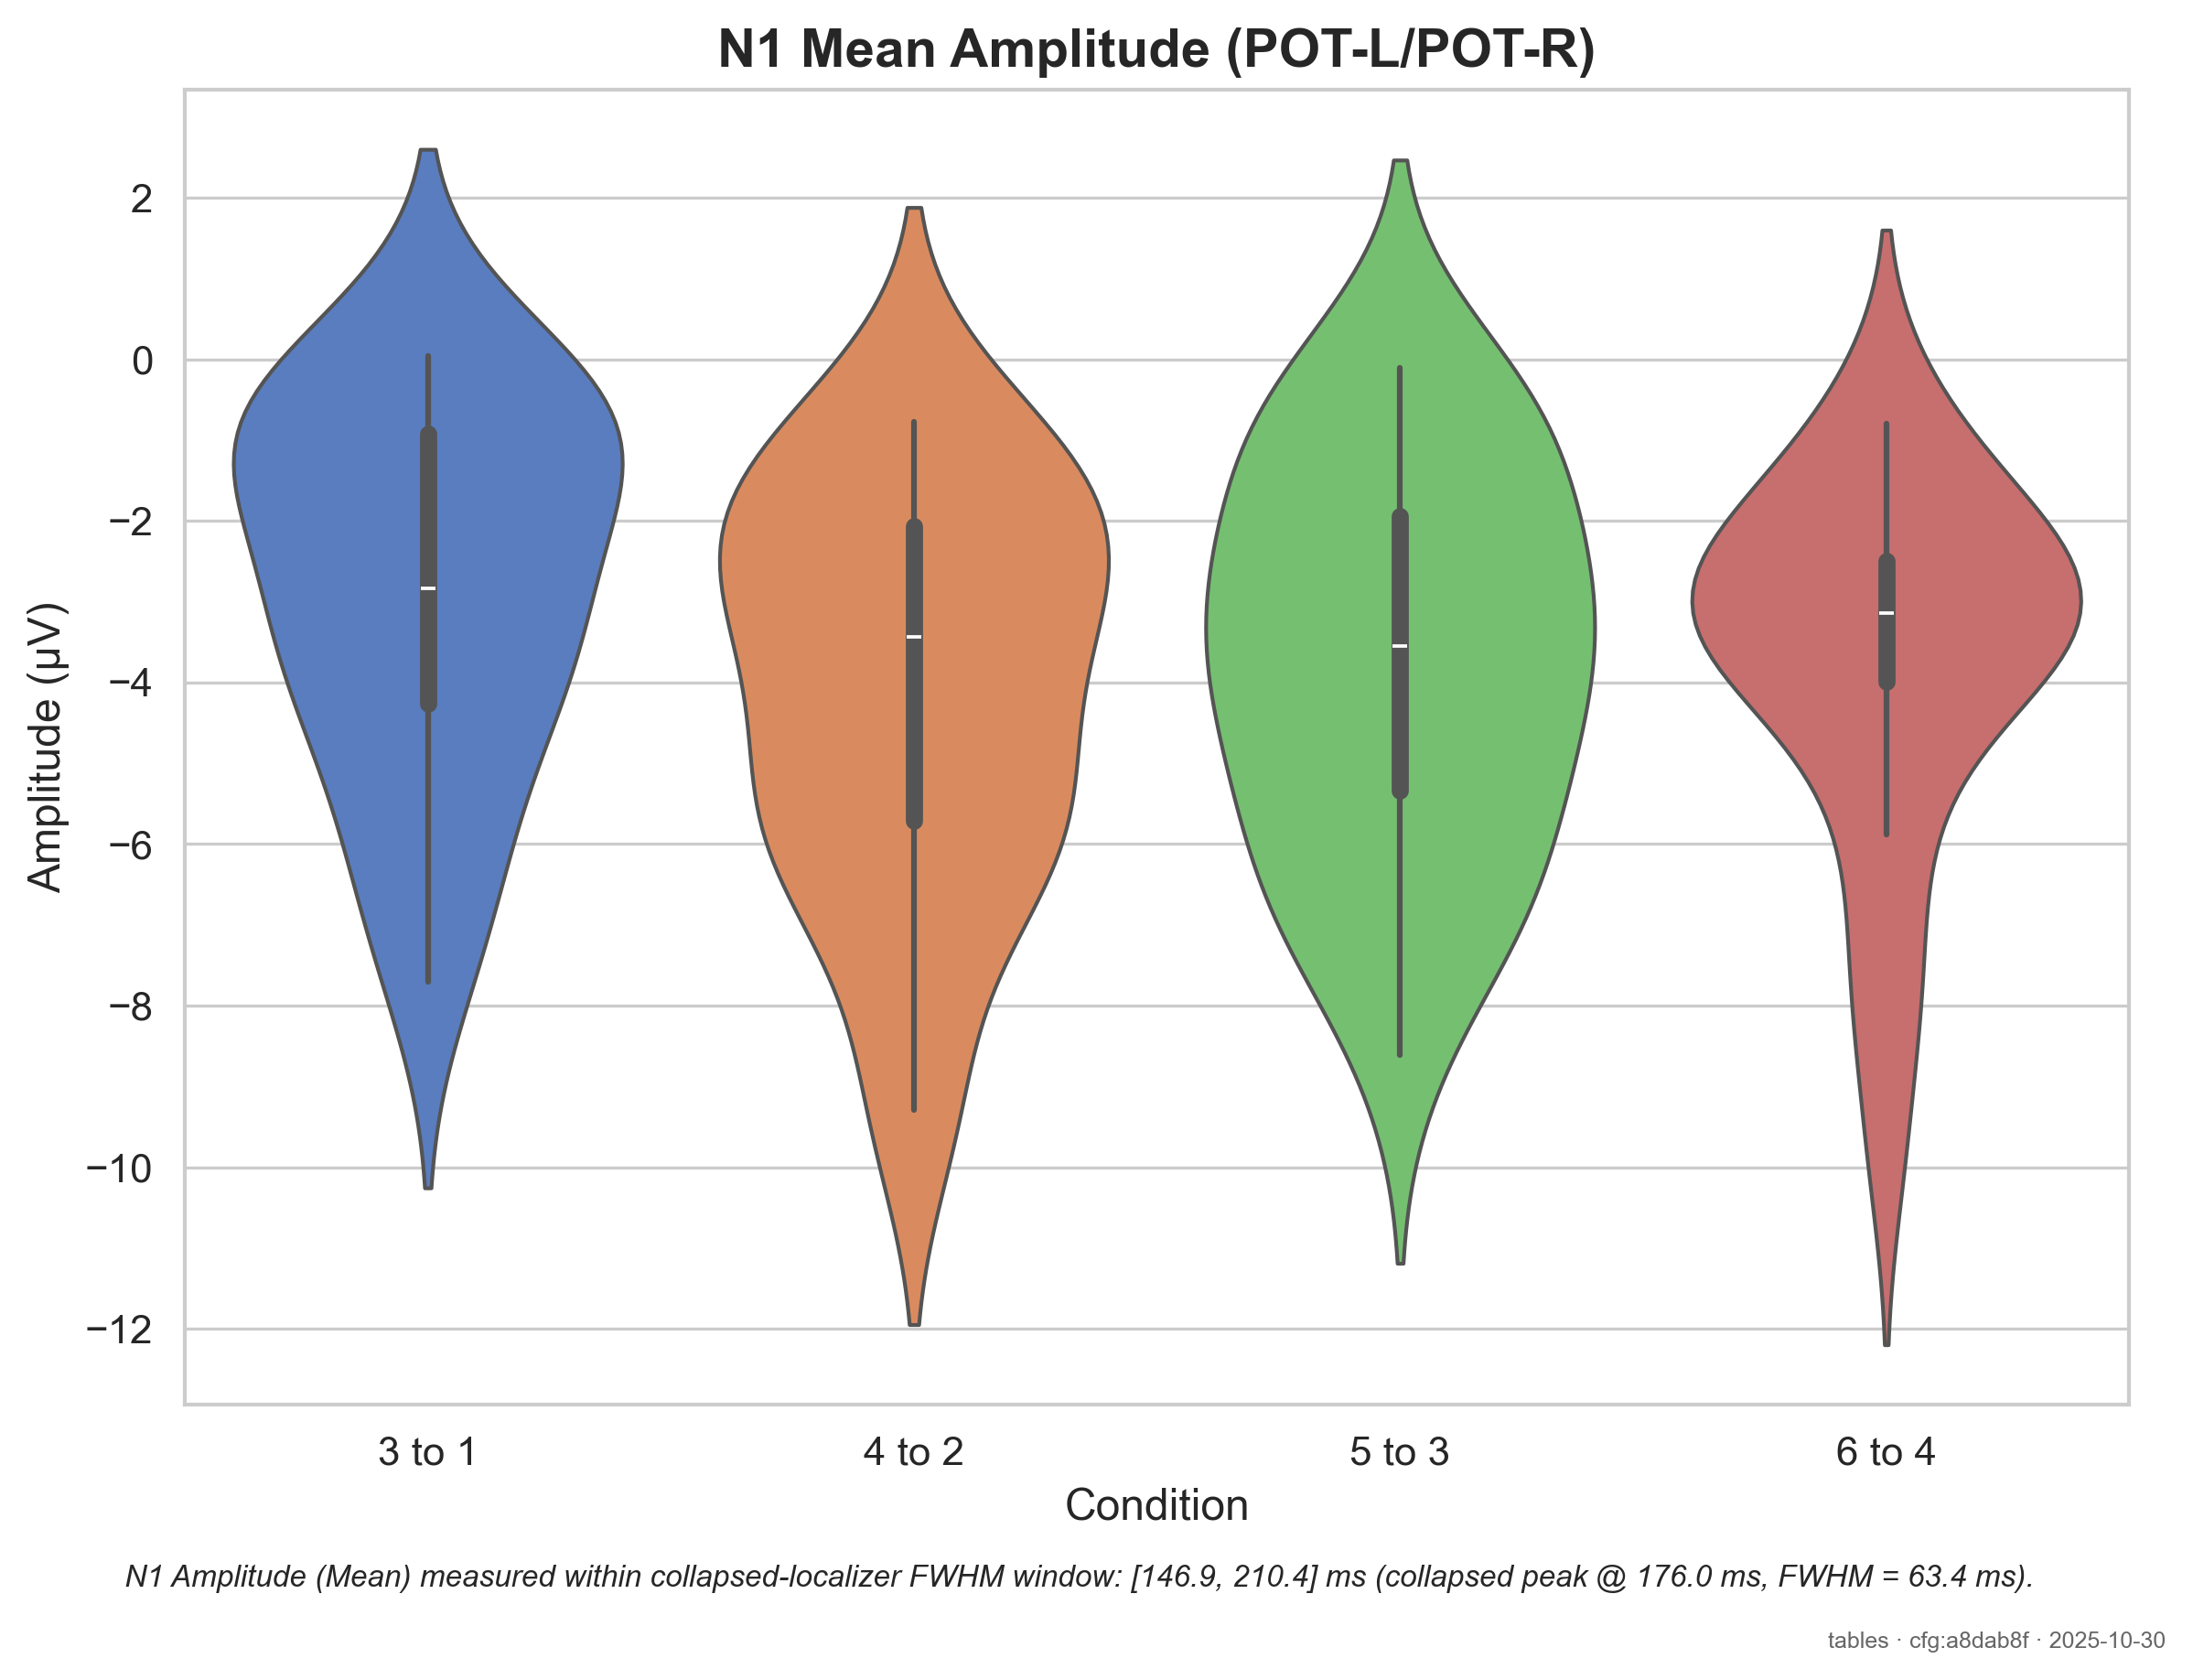 N1 Mean Amplitude (POT-L/POT-R)
Amplitude (μV)
2
0
−2
−4
−6
−8
−10
−12
3 to 1
4 to 2
5 to 3
6 to 4
Condition
N1 Amplitude (Mean) measured within collapsed-localizer FWHM window: [146.9, 210.4] ms (collapsed peak @ 176.0 ms, FWHM = 63.4 ms).
tables · cfg:a8dab8f · 2025-10-30